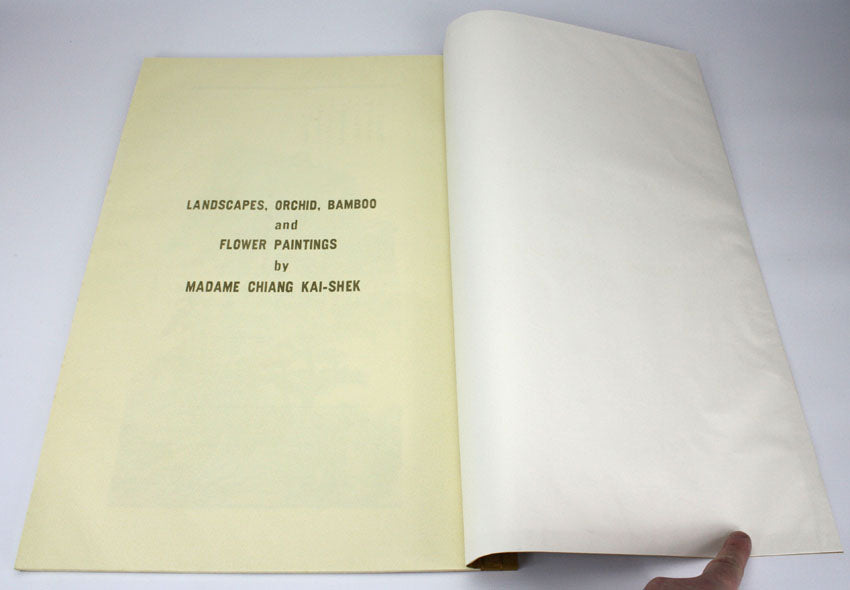 LANDSCAPES, ORCHID, BAMBOO
and
FLOWER PAINTINGS
by
MADAME CHIANG KAI-SHEK